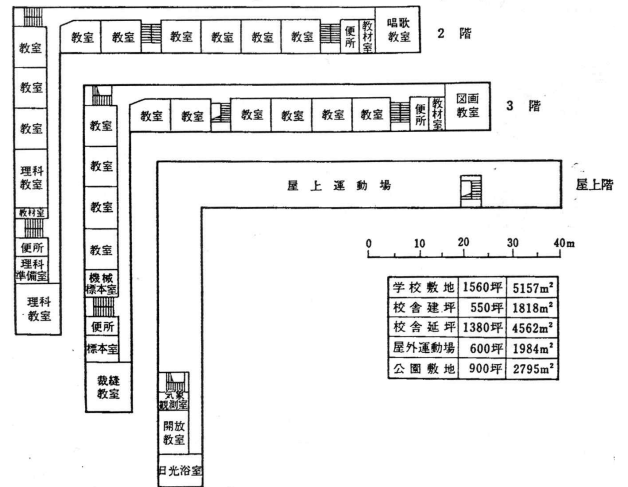 教室 教室 教室 教室 教室 教室 便所 教材室 唱歌教室 2 階
教室
教室
教室
理科教室
教材室
便所
理科準備室
理科教室
教室 教室 教室 教室 教室 教室 便所 教材室 図画教室 3 階
教室
教室
教室
教室
機械標本室
便所
標本室
裁縫教室
屋上運動場 屋上階
気象観測室
開放教室
日光浴室
0 10 20 30 40m
学校敷地 1560坪 5157m²
校舎建坪 550坪 1818m²
校舎延坪 1380坪 4562m²
屋外運動場 600坪 1984m²
公園敷地 900坪 2795m²